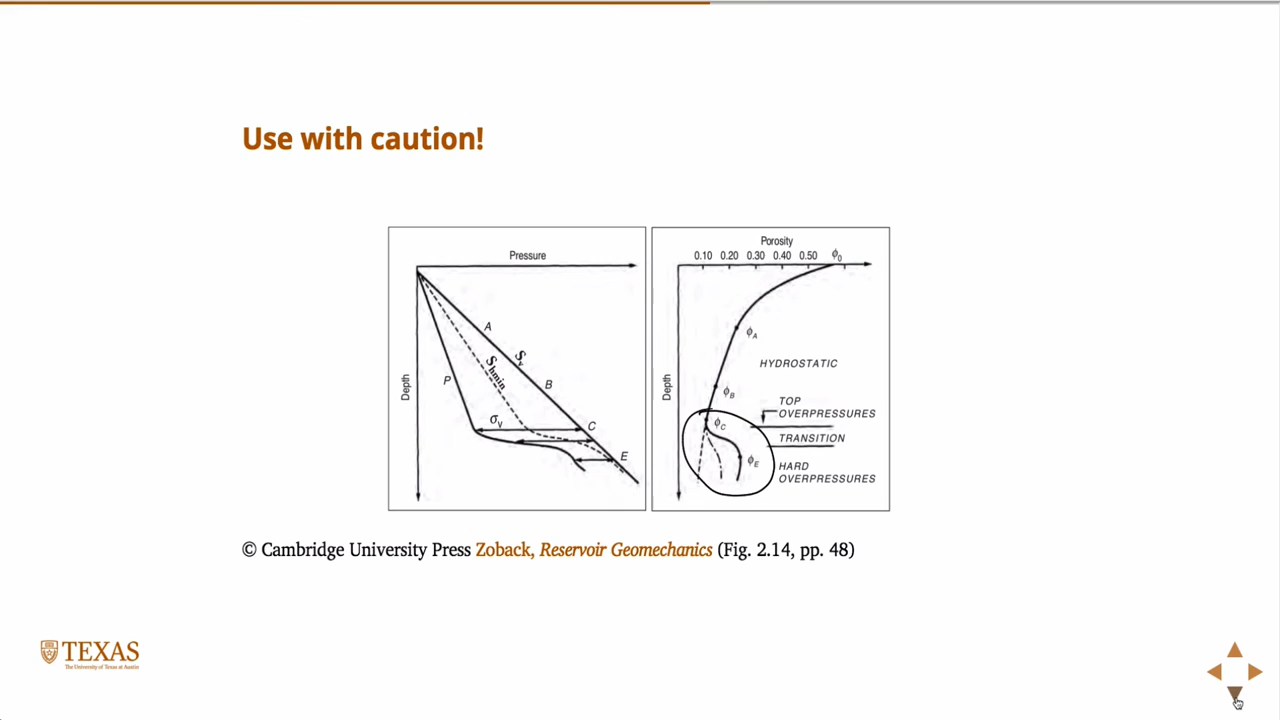 Use with caution!
Pressure
Depth
A
Sv
Shmin
B
P
σv
C
E
Porosity
0.10 0.20 0.30 0.40 0.50 ϕ0
Depth
ϕA
HYDROSTATIC
ϕB
TOP
OVERPRESSURES
ϕC
TRANSITION
ϕE
HARD
OVERPRESSURES
© Cambridge University Press Zoback, Reservoir Geomechanics (Fig. 2.14, pp. 48)
TEXAS
The University of Texas at Austin